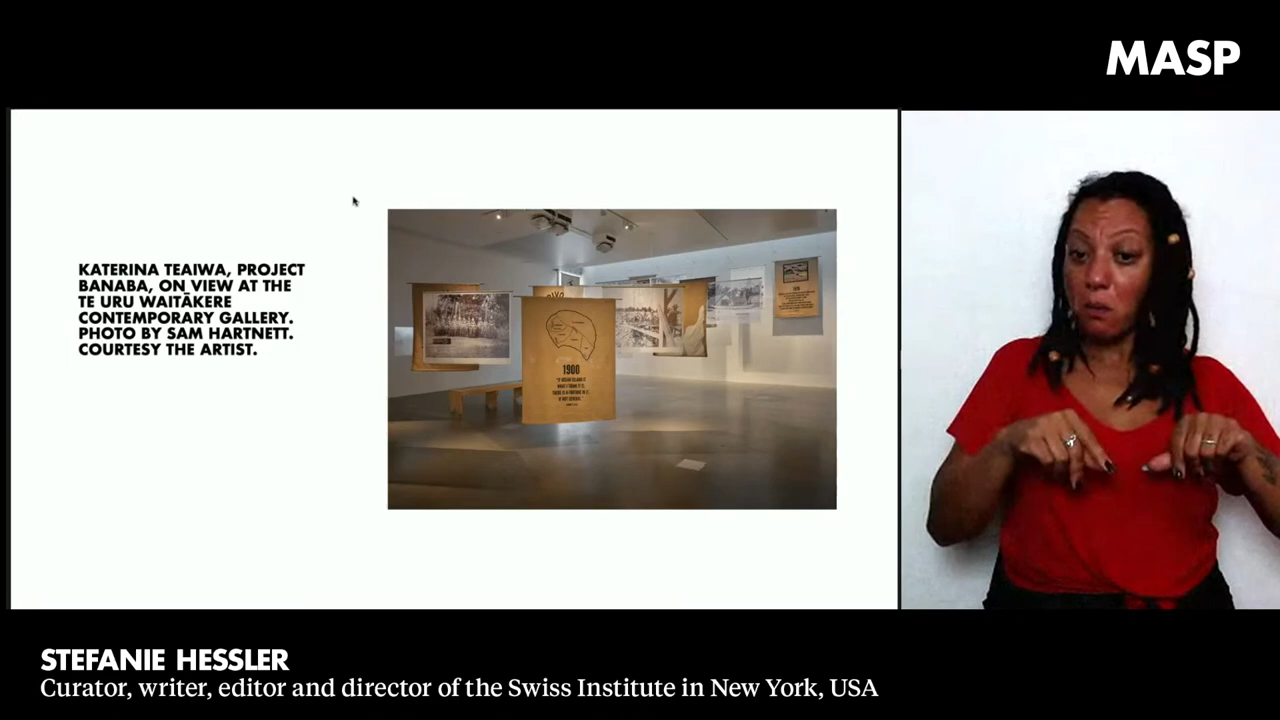 MASP
KATERINA TEAIWA, PROJECT
BANABA, ON VIEW AT THE
TE URU WAITĀKERE
CONTEMPORARY GALLERY.
PHOTO BY SAM HARTNETT.
COURTESY THE ARTIST.
1900
STEFANIE HESSLER
Curator, writer, editor and director of the Swiss Institute in New York, USA